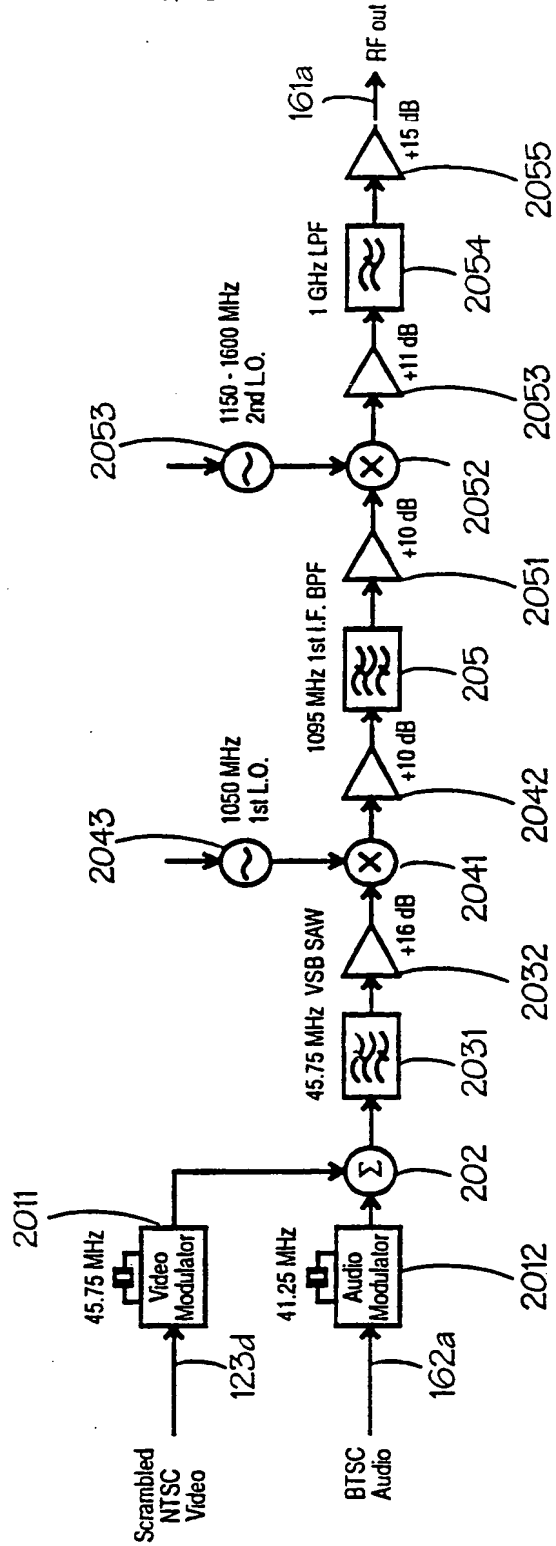 Scrambled
NTSC
Video
123d
45.75 MHz
Video
Modulator
2011
BTSC
Audio
162a
41.25 MHz
Audio
Modulator
2012
Σ
202
45.75 MHz VSB SAW
2031
+16 dB
2032
2043
1050 MHz
1st L.O.
X
2041
+10 dB
2042
1095 MHz 1st I.F. BPF
205
+10 dB
2051
2053
1150 - 1600 MHz
2nd L.O.
X
2052
+11 dB
2053
1 GHz LPF
2054
+15 dB
2055
161a
RF out